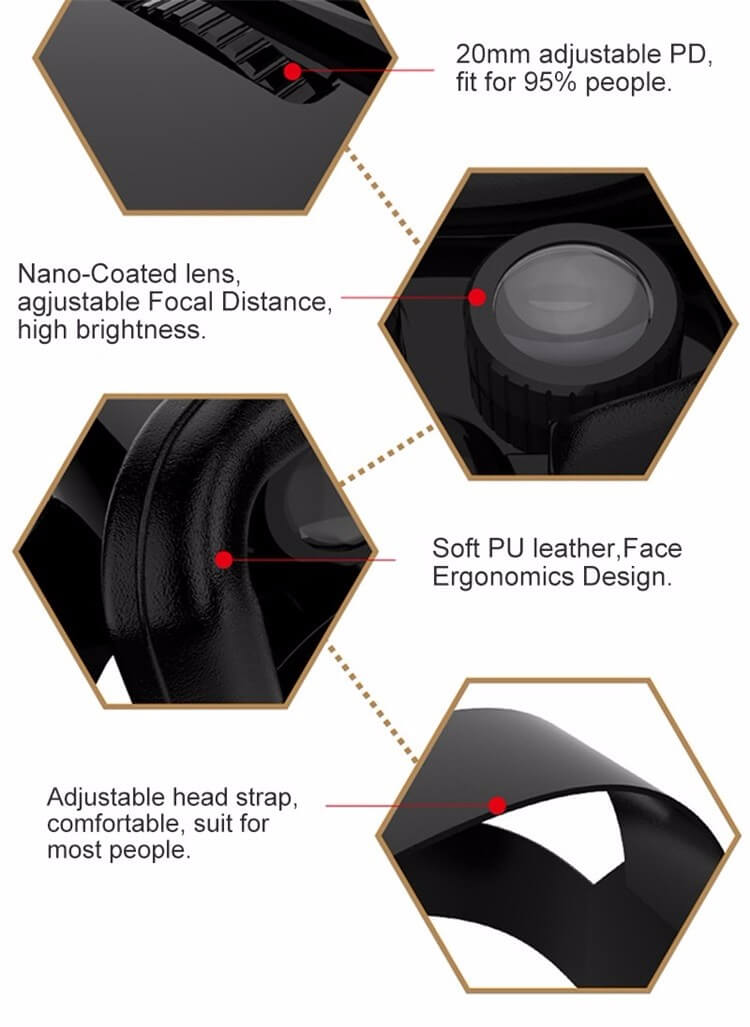 20mm adjustable PD,
fit for 95% people.
Nano-Coated lens,
agjustable Focal Distance,
high brightness.
Soft PU leather,Face
Ergonomics Design.
Adjustable head strap,
comfortable, suit for
most people.